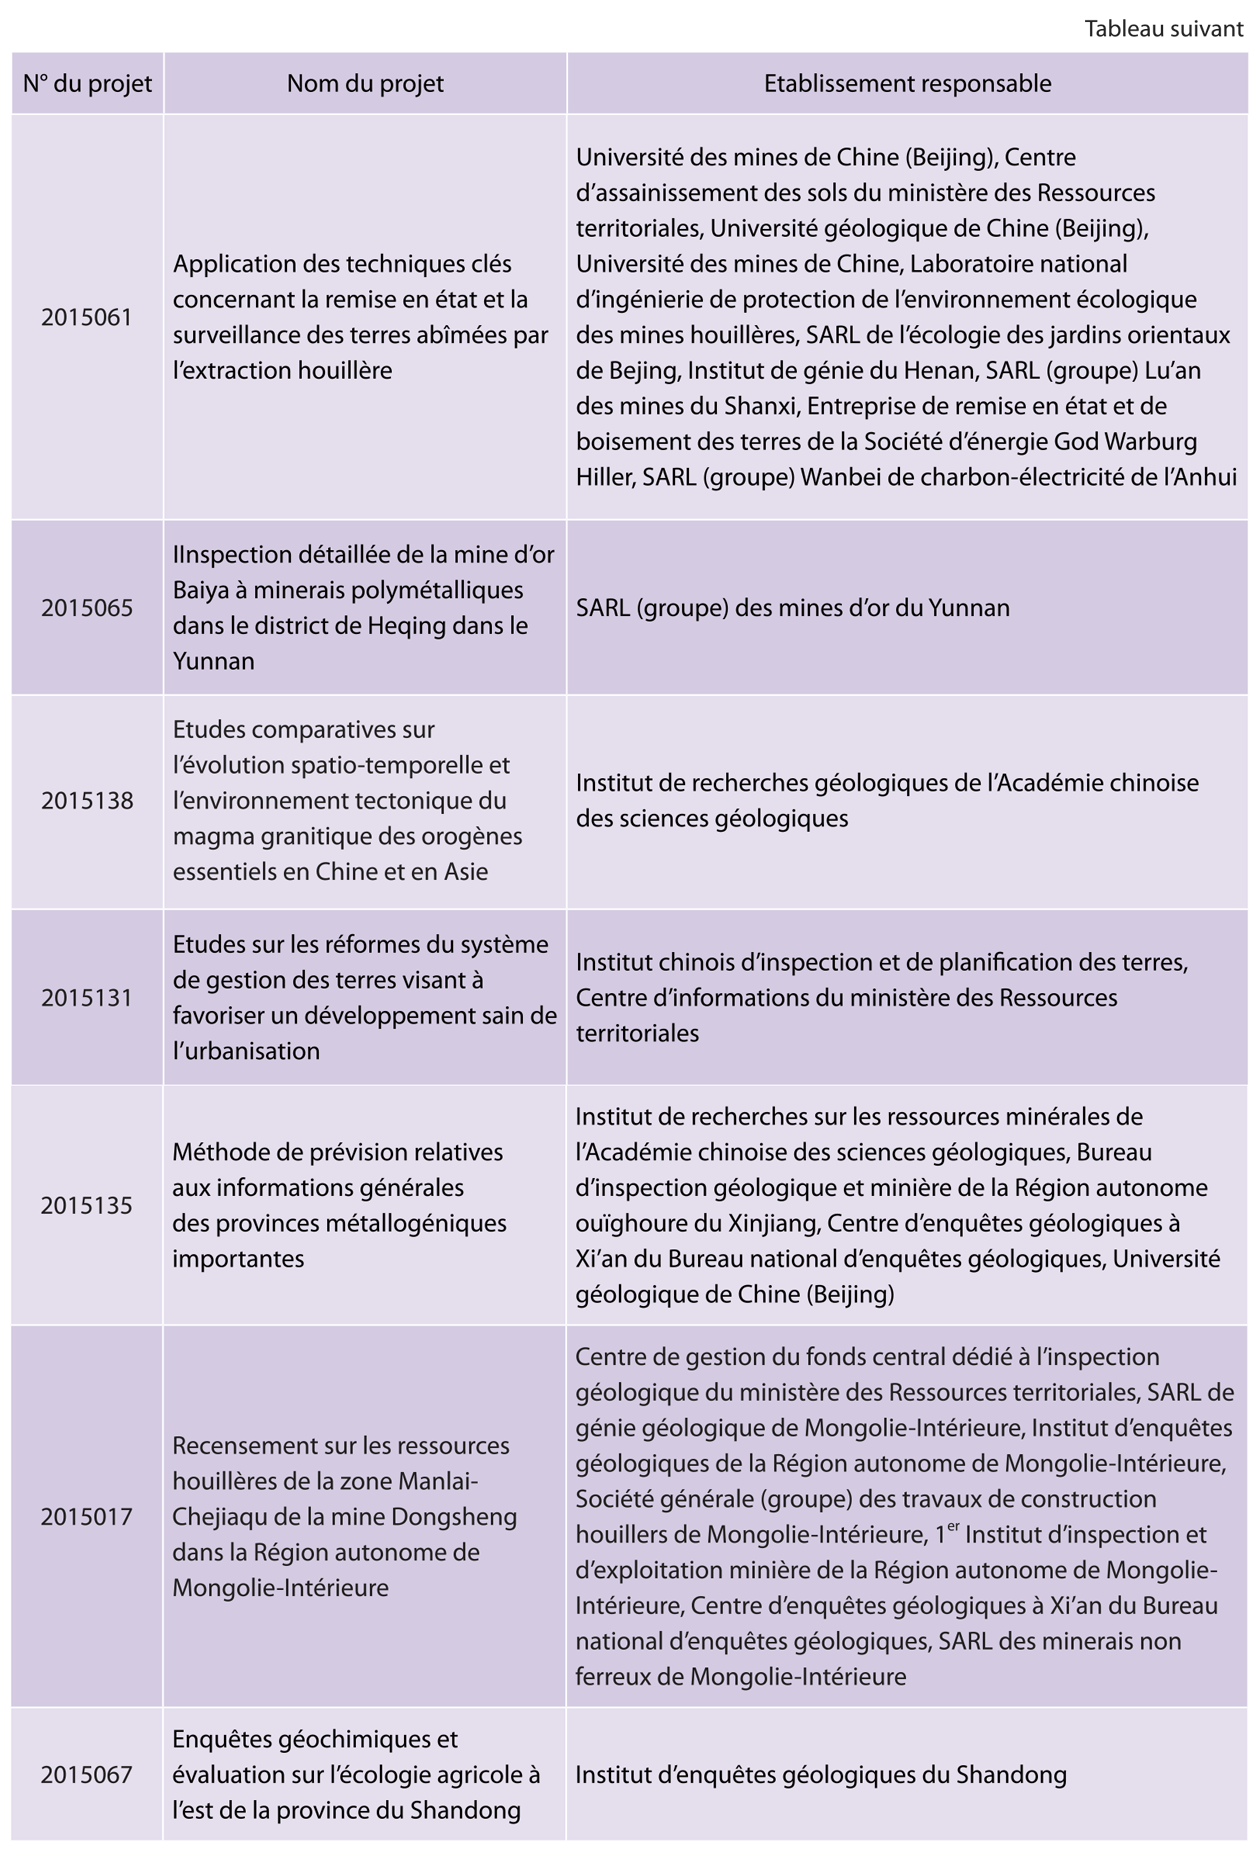 Tableau suivant
N° du projet
Nom du projet
Etablissement responsable
2015061
Application des techniques clés
concernant la remise en état et la
surveillance des terres abîmées par
l’extraction houillère
Université des mines de Chine (Beijing), Centre
d’assainissement des sols du ministère des Ressources
territoriales, Université géologique de Chine (Beijing),
Université des mines de Chine, Laboratoire national
d’ingénierie de protection de l’environnement écologique
des mines houillères, SARL de l’écologie des jardins orientaux
de Bejing, Institut de génie du Henan, SARL (groupe) Lu’an
des mines du Shanxi, Entreprise de remise en état et de
boisement des terres de la Société d’énergie God Warburg
Hiller, SARL (groupe) Wanbei de charbon-électricité de l’Anhui
2015065
IInspection détaillée de la mine d’or
Baiya à minerais polymétalliques
dans le district de Heqing dans le
Yunnan
SARL (groupe) des mines d’or du Yunnan
2015138
Etudes comparatives sur
l’évolution spatio-temporelle et
l’environnement tectonique du
magma granitique des orogènes
essentiels en Chine et en Asie
Institut de recherches géologiques de l’Académie chinoise
des sciences géologiques
2015131
Etudes sur les réformes du système
de gestion des terres visant à
favoriser un développement sain de
l’urbanisation
Institut chinois d’inspection et de planification des terres,
Centre d’informations du ministère des Ressources
territoriales
2015135
Méthode de prévision relatives
aux informations générales
des provinces métallogéniques
importantes
Institut de recherches sur les ressources minérales de
l’Académie chinoise des sciences géologiques, Bureau
d’inspection géologique et minière de la Région autonome
ouïghoure du Xinjiang, Centre d’enquêtes géologiques à
Xi’an du Bureau national d’enquêtes géologiques, Université
géologique de Chine (Beijing)
2015017
Recensement sur les ressources
houillères de la zone Manlai-
Chejiaqu de la mine Dongsheng
dans la Région autonome de
Mongolie-Intérieure
Centre de gestion du fonds central dédié à l’inspection
géologique du ministère des Ressources territoriales, SARL de
génie géologique de Mongolie-Intérieure, Institut d’enquêtes
géologiques de la Région autonome de Mongolie-Intérieure,
Société générale (groupe) des travaux de construction
houillers de Mongolie-Intérieure, 1er Institut d’inspection et
d’exploitation minière de la Région autonome de Mongolie-
Intérieure, Centre d’enquêtes géologiques à Xi’an du Bureau
national d’enquêtes géologiques, SARL des minerais non
ferreux de Mongolie-Intérieure
2015067
Enquêtes géochimiques et
évaluation sur l’écologie agricole à
l’est de la province du Shandong
Institut d’enquêtes géologiques du Shandong